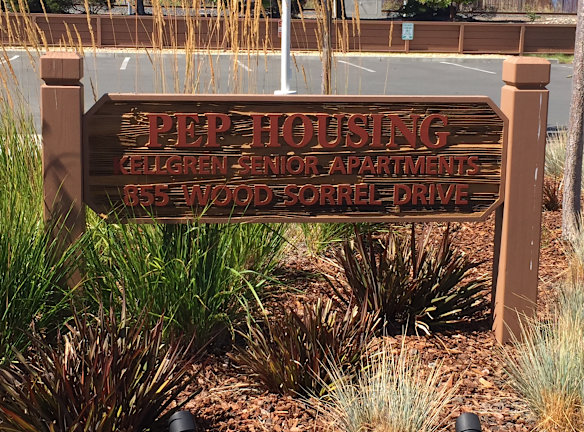 PEP HOUSING
KELLGREN SENIOR APARTMENTS
855 WOOD SORREL DRIVE